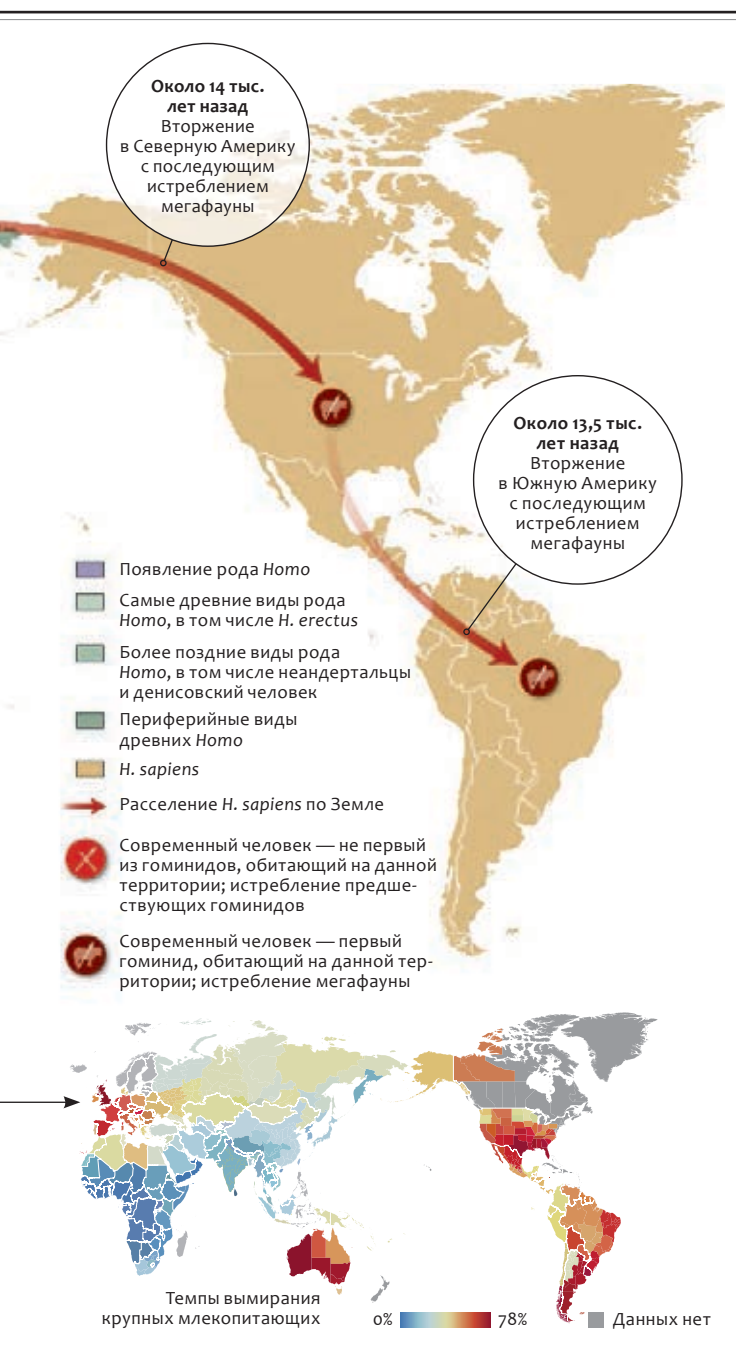 Около 14 тыс.
лет назад
Вторжение
в Северную Америку
с последующим
истреблением
мегафауны
Около 13,5 тыс.
лет назад
Вторжение
в Южную Америку
с последующим
истреблением
мегафауны
Появление рода Homo
Самые древние виды рода
Homo, в том числе H. erectus
Более поздние виды рода
Homo, в том числе неандертальцы
и денисовский человек
Периферийные виды
древних Homo
H. sapiens
Расселение H. sapiens по Земле
Современный человек — не первый
из гоминидов, обитающий на данной
территории; истребление предше-
ствующих гоминидов
Современный человек — первый
гоминид, обитающий на данной тер-
ритории; истребление мегафауны
Темпы вымирания
крупных млекопитающих
0% 78% Данных нет